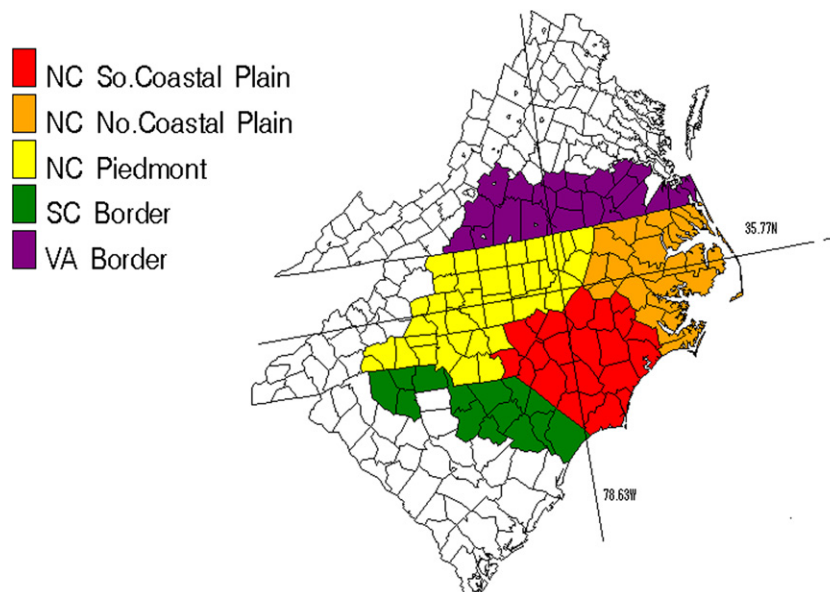 NC So.Coastal Plain
NC No.Coastal Plain
NC Piedmont
SC Border
VA Border
35.77N
78.63W